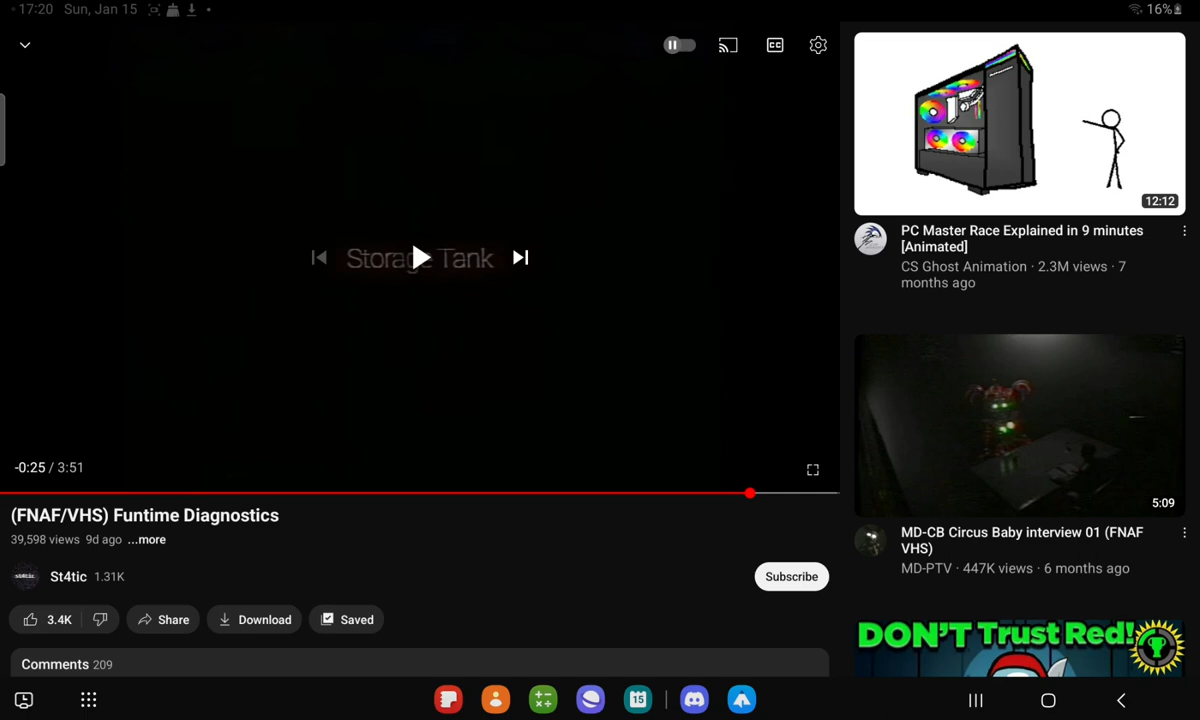 17:20 Sun, Jan 15
16%
CC
Storage Tank
-0:25 / 3:51
(FNAF/VHS) Funtime Diagnostics
39,598 views 9d ago ...more
St4tic 1.31K
Subscribe
3.4K
Share
Download
Saved
Comments 209
12:12
PC Master Race Explained in 9 minutes
[Animated]
CS Ghost Animation · 2.3M views · 7
months ago
5:09
MD-CB Circus Baby interview 01 (FNAF
VHS)
MD-PTV · 447K views · 6 months ago
DON'T Trust Red!
15